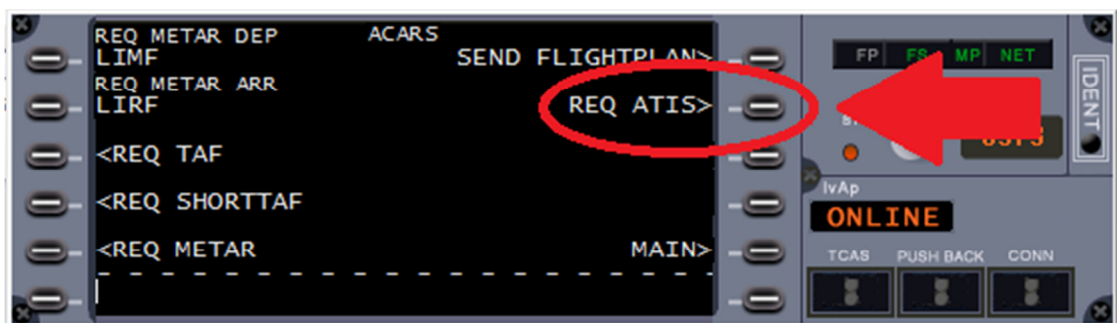 REQ METAR DEP ACARS
LIMF SEND FLIGHTPLAN>
REQ METAR ARR
LIRF REQ ATIS>
<REQ TAF
<REQ SHORTTAF
<REQ METAR MAIN>
FP FS MP NET
IDENT
IvAp
ONLINE
TCAS PUSH BACK CONN